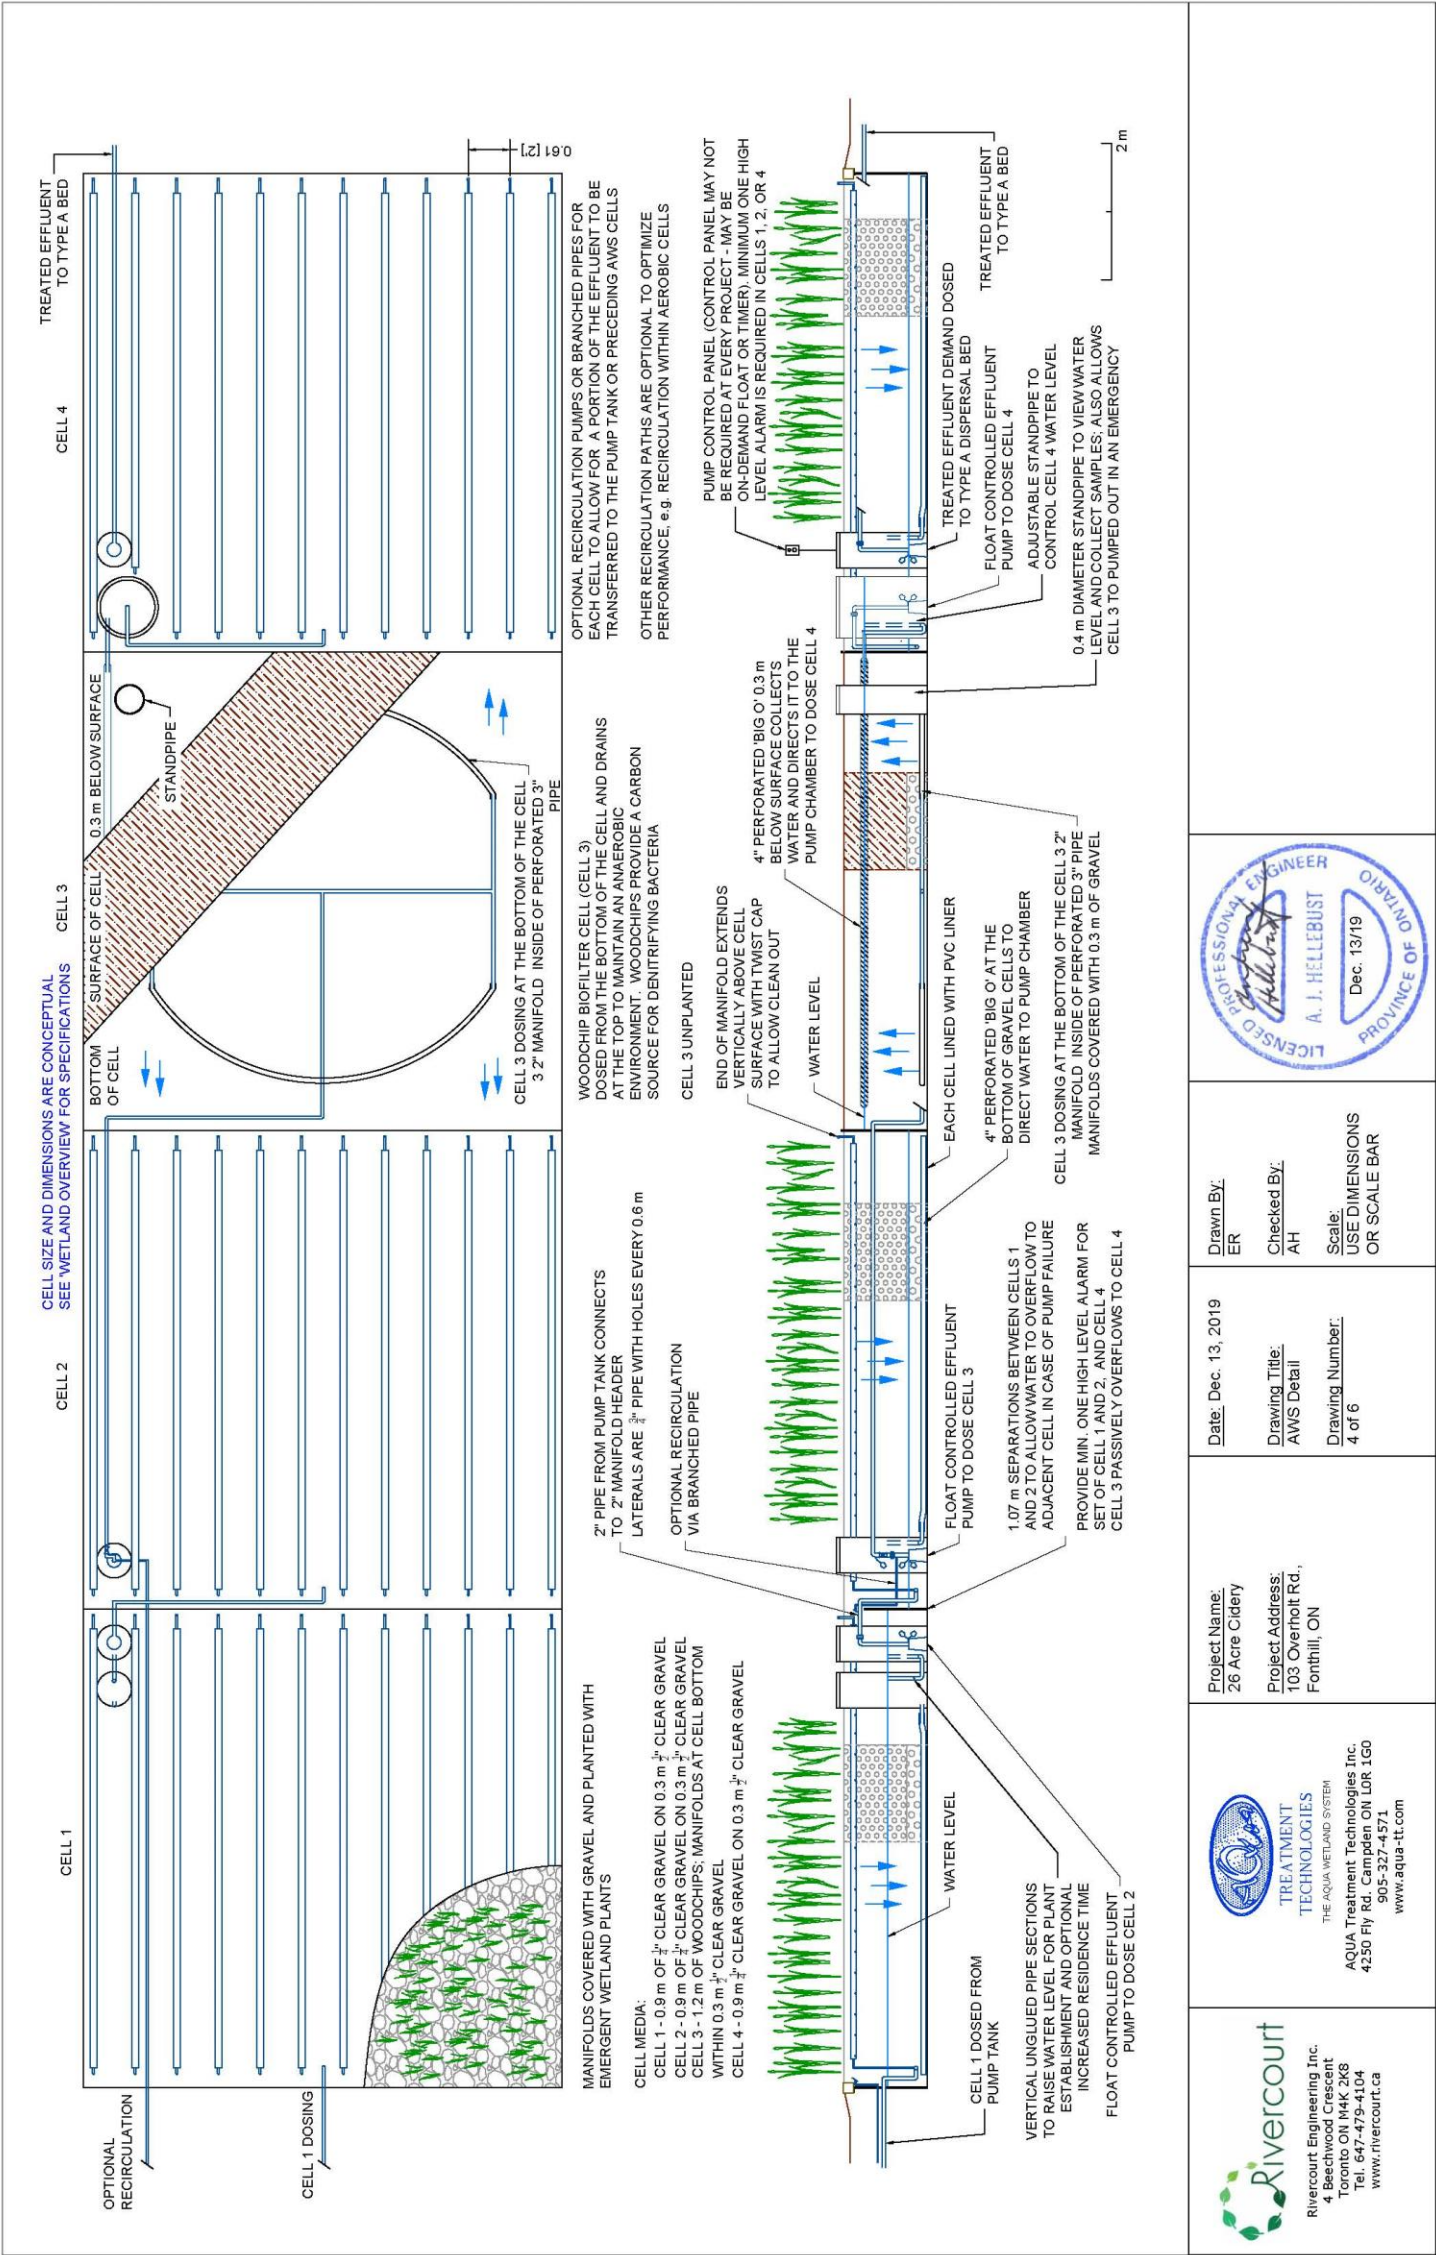 CELL SIZE AND DIMENSIONS ARE CONCEPTUAL
SEE 'WETLAND OVERVIEW' FOR SPECIFICATIONS
CELL 1
CELL 2
CELL 3
CELL 4
TREATED EFFLUENT
TO TYPE A BED
OPTIONAL
RECIRCULATION
CELL 1 DOSING
BOTTOM
OF CELL
SURFACE OF CELL
0.3 m BELOW SURFACE
STANDPIPE
CELL 3 DOSING AT THE BOTTOM OF THE CELL
3 2" MANIFOLD INSIDE OF PERFORATED 3"
PIPE
0.61 [2']
MANIFOLDS COVERED WITH GRAVEL AND PLANTED WITH
EMERGENT WETLAND PLANTS
CELL MEDIA:
CELL 1 - 0.9 m OF ¾" CLEAR GRAVEL ON 0.3 m ½" CLEAR GRAVEL
CELL 2 - 0.9 m OF ¾" CLEAR GRAVEL ON 0.3 m ½" CLEAR GRAVEL
CELL 3 - 1.2 m OF WOODCHIPS; MANIFOLDS AT CELL BOTTOM
WITHIN 0.3 m ½" CLEAR GRAVEL
CELL 4 - 0.9 m ¾" CLEAR GRAVEL ON 0.3 m ½" CLEAR GRAVEL
2" PIPE FROM PUMP TANK CONNECTS
TO 2" MANIFOLD HEADER
LATERALS ARE ¾" PIPE WITH HOLES EVERY 0.6 m
OPTIONAL RECIRCULATION
VIA BRANCHED PIPE
WOODCHIP BIOFILTER CELL (CELL 3)
DOSED FROM THE BOTTOM OF THE CELL AND DRAINS
AT THE TOP TO MAINTAIN AN ANAEROBIC
ENVIRONMENT. WOODCHIPS PROVIDE A CARBON
SOURCE FOR DENITRIFYING BACTERIA
CELL 3 UNPLANTED
END OF MANIFOLD EXTENDS
VERTICALLY ABOVE CELL
SURFACE WITH TWIST CAP
TO ALLOW CLEAN OUT
WATER LEVEL
4" PERFORATED 'BIG O' 0.3 m
BELOW SURFACE COLLECTS
WATER AND DIRECTS IT TO THE
PUMP CHAMBER TO DOSE CELL 4
OPTIONAL RECIRCULATION PUMPS OR BRANCHED PIPES FOR
EACH CELL TO ALLOW FOR A PORTION OF THE EFFLUENT TO BE
TRANSFERRED TO THE PUMP TANK OR PRECEDING AWS CELLS
OTHER RECIRCULATION PATHS ARE OPTIONAL TO OPTIMIZE
PERFORMANCE, e.g. RECIRCULATION WITHIN AEROBIC CELLS
PUMP CONTROL PANEL (CONTROL PANEL MAY NOT
BE REQUIRED AT EVERY PROJECT - MAY BE
ON-DEMAND FLOAT OR TIMER). MINIMUM ONE HIGH
LEVEL ALARM IS REQUIRED IN CELLS 1, 2, OR 4
CELL 1 DOSED FROM
PUMP TANK
WATER LEVEL
VERTICAL UNGLUED PIPE SECTIONS
TO RAISE WATER LEVEL FOR PLANT
ESTABLISHMENT AND OPTIONAL
INCREASED RESIDENCE TIME
FLOAT CONTROLLED EFFLUENT
PUMP TO DOSE CELL 2
FLOAT CONTROLLED EFFLUENT
PUMP TO DOSE CELL 3
1.07 m SEPARATIONS BETWEEN CELLS 1
AND 2 TO ALLOW WATER TO OVERFLOW TO
ADJACENT CELL IN CASE OF PUMP FAILURE
PROVIDE MIN. ONE HIGH LEVEL ALARM FOR
SET OF CELL 1 AND 2, AND CELL 4
CELL 3 PASSIVELY OVERFLOWS TO CELL 4
EACH CELL LINED WITH PVC LINER
4" PERFORATED 'BIG O' AT THE
BOTTOM OF GRAVEL CELLS TO
DIRECT WATER TO PUMP CHAMBER
CELL 3 DOSING AT THE BOTTOM OF THE CELL 3 2"
MANIFOLD INSIDE OF PERFORATED 3" PIPE
MANIFOLDS COVERED WITH 0.3 m OF GRAVEL
TREATED EFFLUENT DEMAND DOSED
TO TYPE A DISPERSAL BED
FLOAT CONTROLLED EFFLUENT
PUMP TO DOSE CELL 4
ADJUSTABLE STANDPIPE TO
CONTROL CELL 4 WATER LEVEL
0.4 m DIAMETER STANDPIPE TO VIEW WATER
LEVEL AND COLLECT SAMPLES; ALSO ALLOWS
CELL 3 TO PUMPED OUT IN AN EMERGENCY
TREATED EFFLUENT
TO TYPE A BED
2 m
Rivercourt
Rivercourt Engineering Inc.
4 Beechwood Crescent
Toronto ON M4K 2K8
Tel. 647-479-4104
www.rivercourt.ca
AQUA
TREATMENT
TECHNOLOGIES
THE AQUA WETLAND SYSTEM
AQUA Treatment Technologies Inc.
4250 Fly Rd. Campden ON L0R 1G0
905-327-4571
www.aqua-tt.com
Project Name:
26 Acre Cidery
Project Address:
103 Overholt Rd.,
Fonthill, ON
Date: Dec. 13, 2019
Drawing Title:
AWS Detail
Drawing Number:
4 of 6
Drawn By:
ER
Checked By:
AH
Scale:
USE DIMENSIONS
OR SCALE BAR
LICENSED PROFESSIONAL ENGINEER
A. J. HELLEBUST
Dec. 13/19
PROVINCE OF ONTARIO